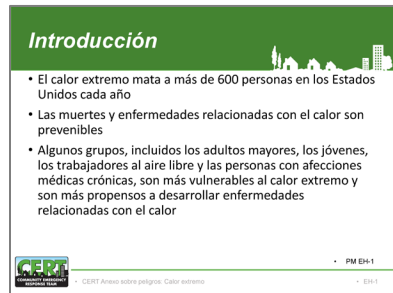 Introducción
• El calor extremo mata a más de 600 personas en los Estados
Unidos cada año
• Las muertes y enfermedades relacionadas con el calor son
prevenibles
• Algunos grupos, incluidos los adultos mayores, los jóvenes,
los trabajadores al aire libre y las personas con afecciones
médicas crónicas, son más vulnerables al calor extremo y
son más propensos a desarrollar enfermedades
relacionadas con el calor
• PM EH-1
CERT
COMMUNITY EMERGENCY
RESPONSE TEAM
• CERT Anexo sobre peligros: Calor extremo
• EH-1